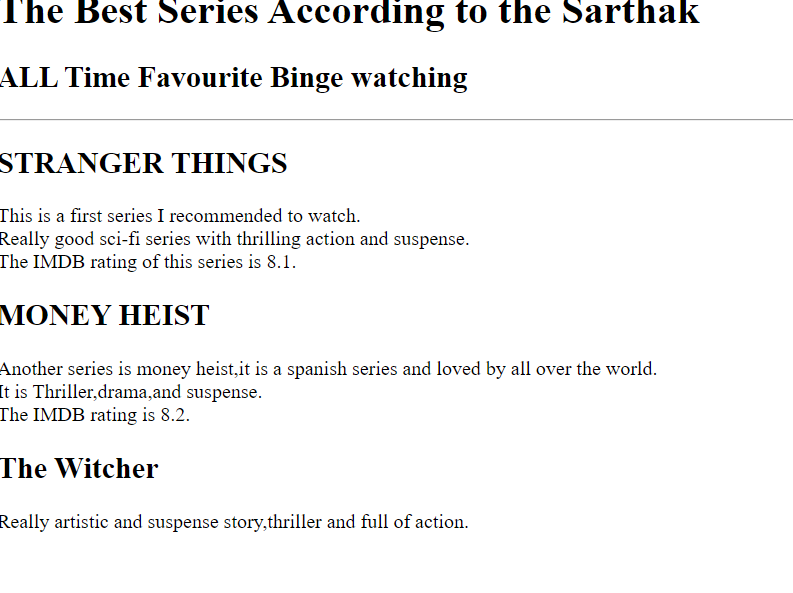 The Best Series According to the Sarthak
ALL Time Favourite Binge watching
STRANGER THINGS
This is a first series I recommended to watch.
Really good sci-fi series with thrilling action and suspense.
The IMDB rating of this series is 8.1.
MONEY HEIST
Another series is money heist,it is a spanish series and loved by all over the world.
It is Thriller,drama,and suspense.
The IMDB rating is 8.2.
The Witcher
Really artistic and suspense story,thriller and full of action.